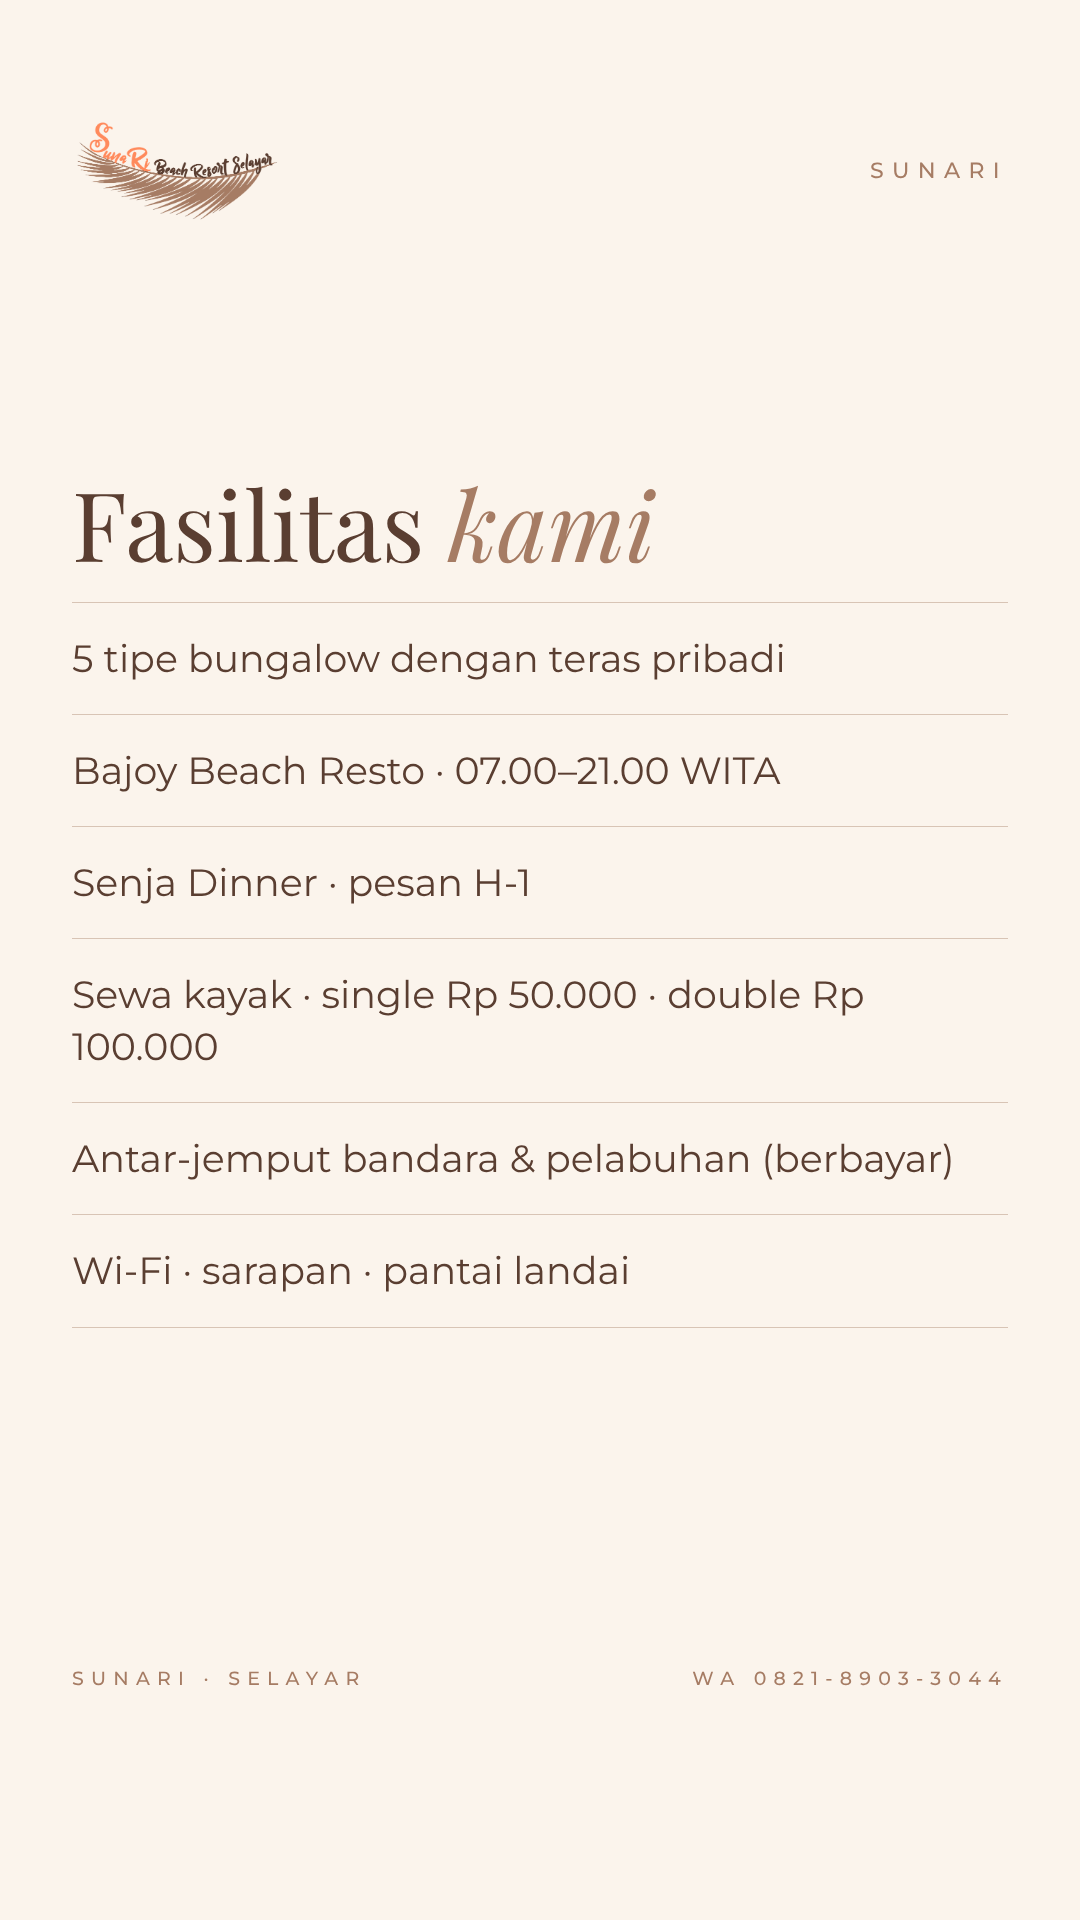 SunaRi Beach Resort Selayar
SUNARI
Fasilitas kami
5 tipe bungalow dengan teras pribadi
Bajoy Beach Resto · 07.00–21.00 WITA
Senja Dinner · pesan H-1
Sewa kayak · single Rp 50.000 · double Rp
100.000
Antar-jemput bandara & pelabuhan (berbayar)
Wi-Fi · sarapan · pantai landai
SUNARI · SELAYAR
WA 0821-8903-3044